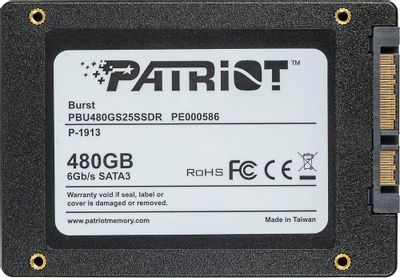 PATRIOT
Burst
PBU480GS25SSDR PE000586
P-1913
480GB
6Gb/s SATA3
RoHS FC CE
Warranty void if seal, label or
cover is damaged or removed.
www.patriotmemory.com Made in Taiwan